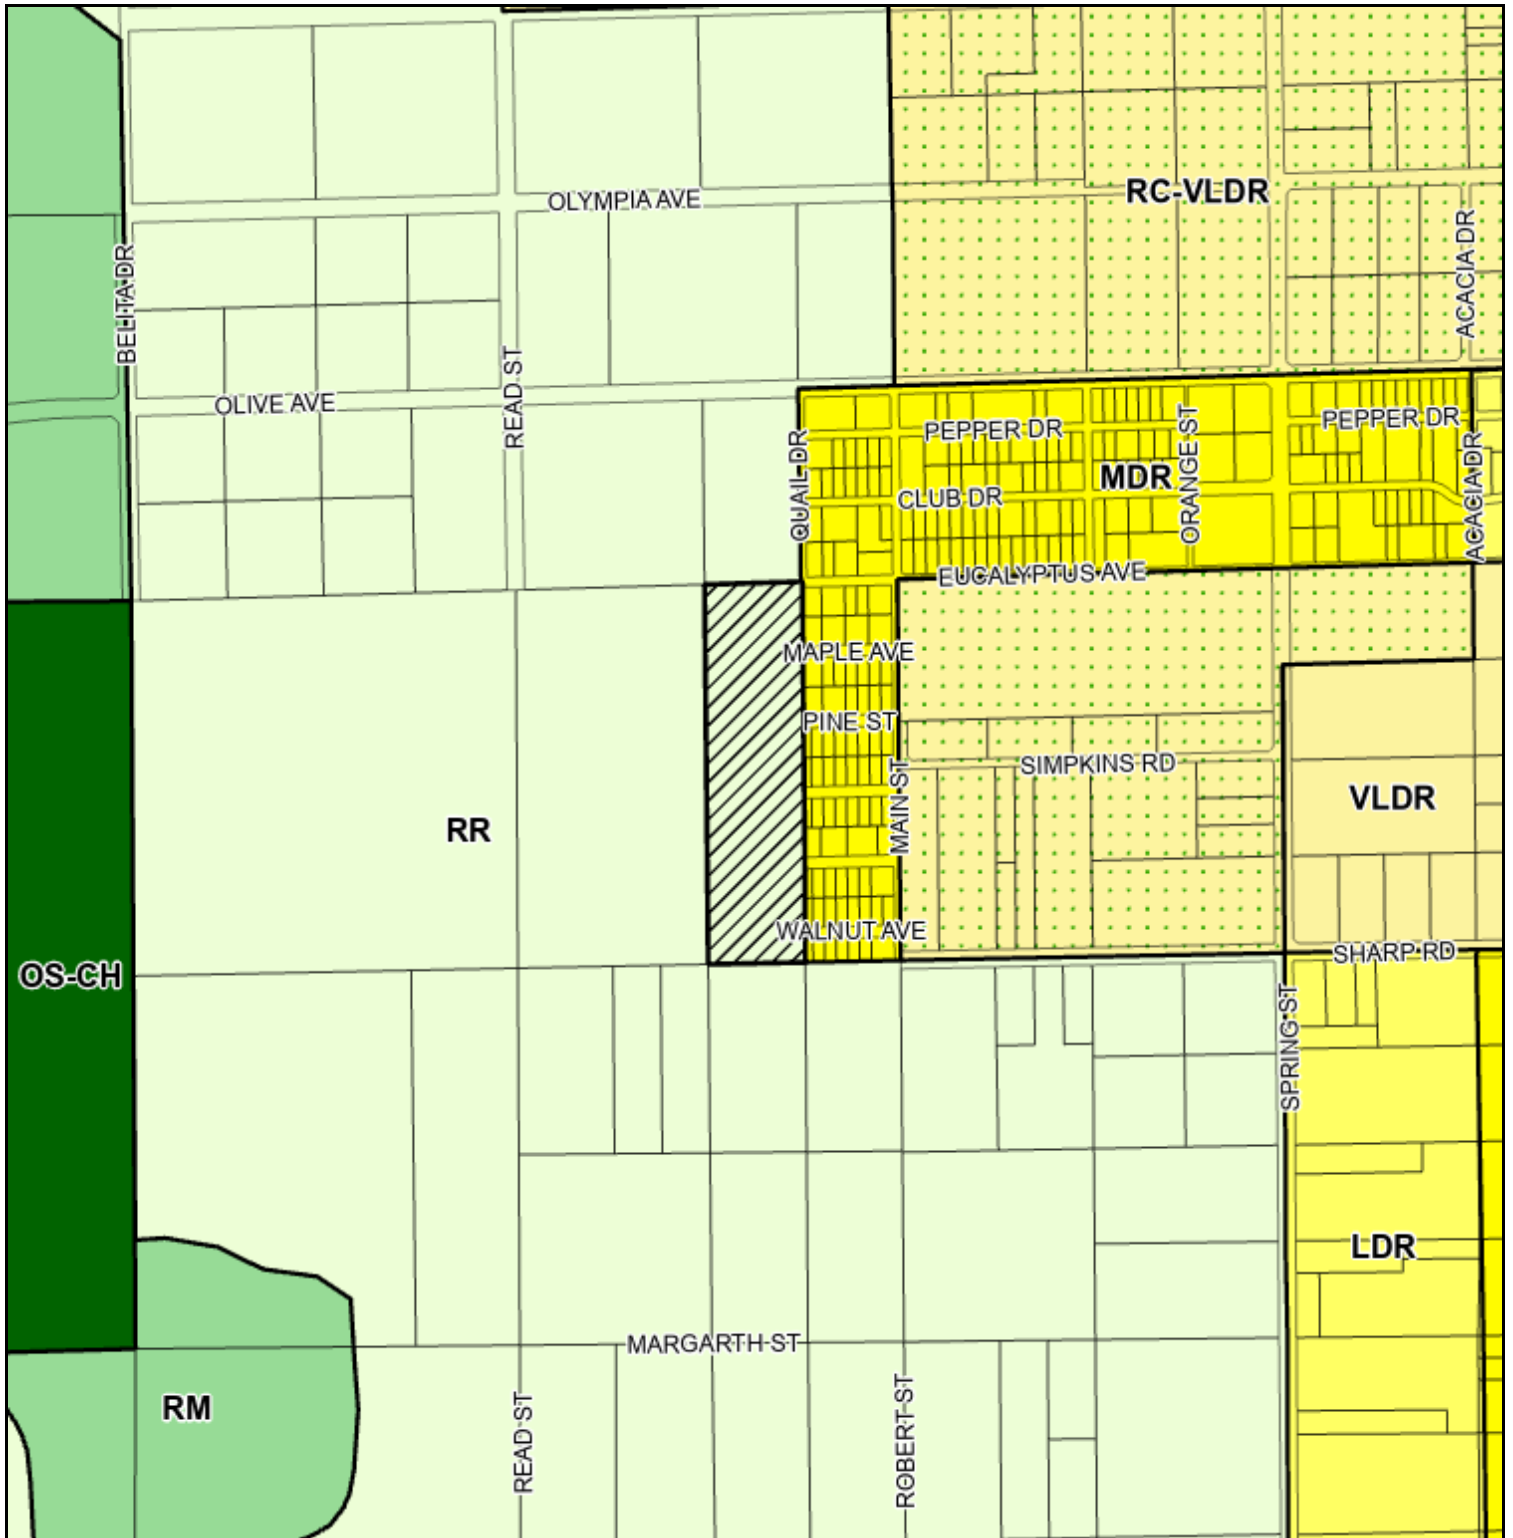 RC-VLDR
OLYMPIA AVE
ACACIA DR
BELITA DR
READ ST
OLIVE AVE
PEPPER DR
PEPPER DR
QUAIL DR
MDR
ORANGE ST
CLUB DR
ACACIA DR
EUCALYPTUS AVE
MAPLE AVE
PINE ST
SIMPKINS RD
MAIN ST
VLDR
RR
WALNUT AVE
SHARP RD
OS-CH
SPRING ST
LDR
MARGARTH ST
RM
READ ST
ROBERT ST